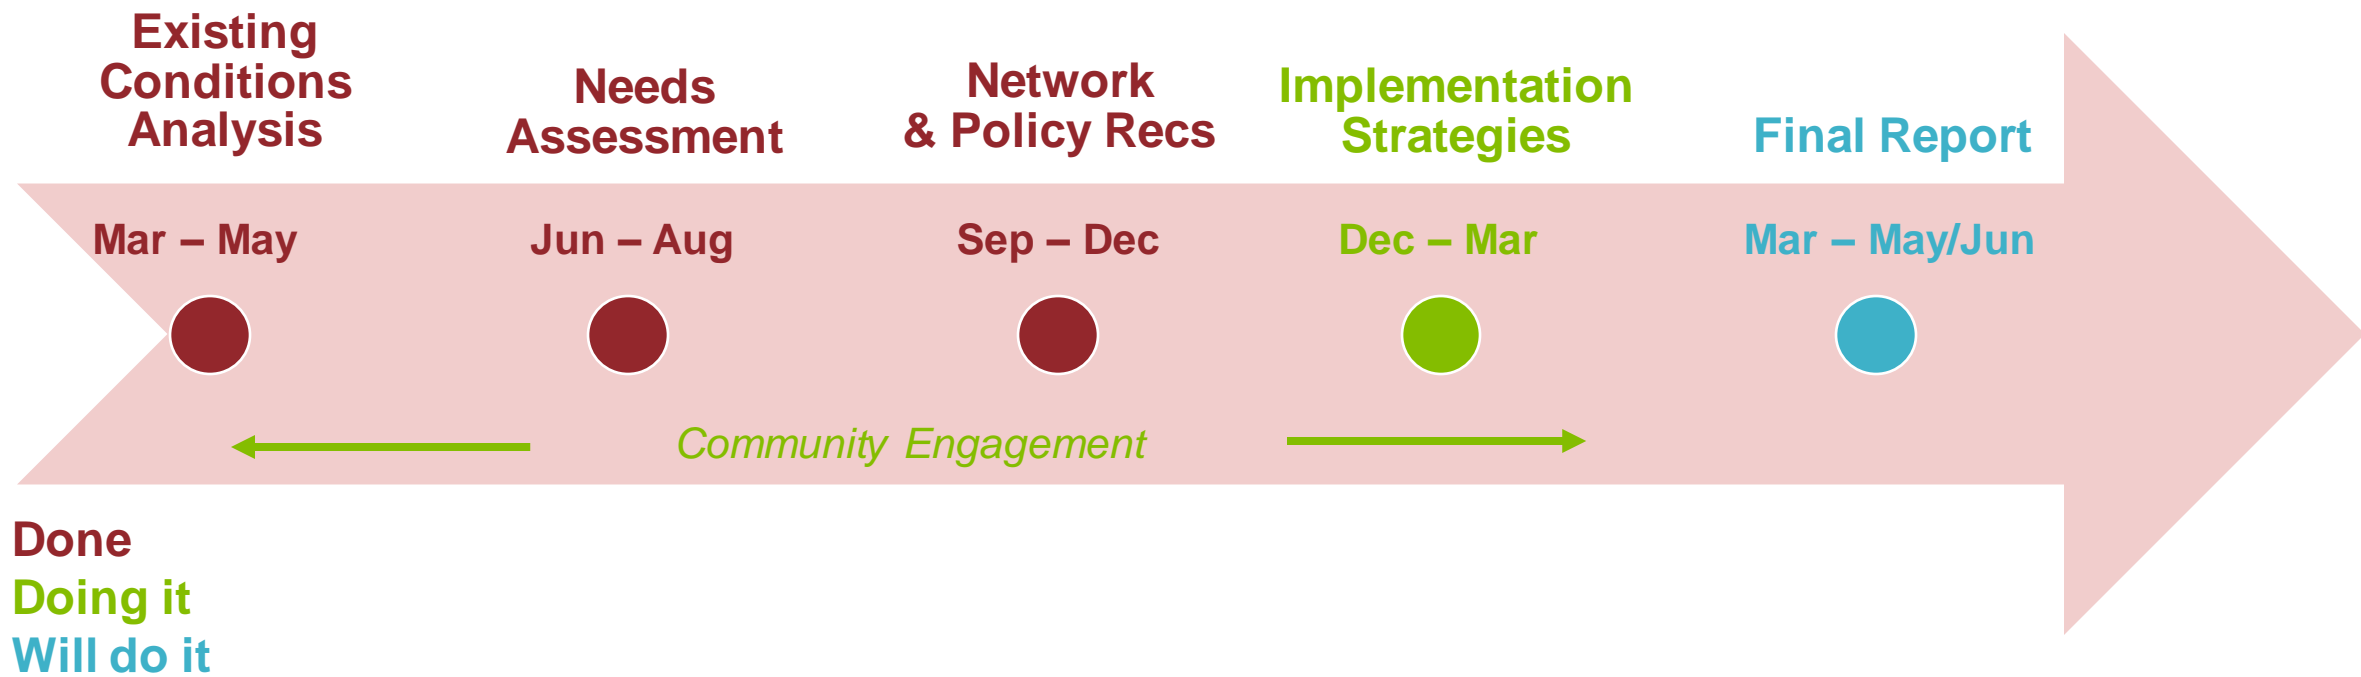 Existing
Conditions
Analysis
Needs
Assessment
Network
& Policy Recs
Implementation
Strategies
Final Report
Mar – May
Jun – Aug
Sep – Dec
Dec – Mar
Mar – May/Jun
Community Engagement
Done
Doing it
Will do it